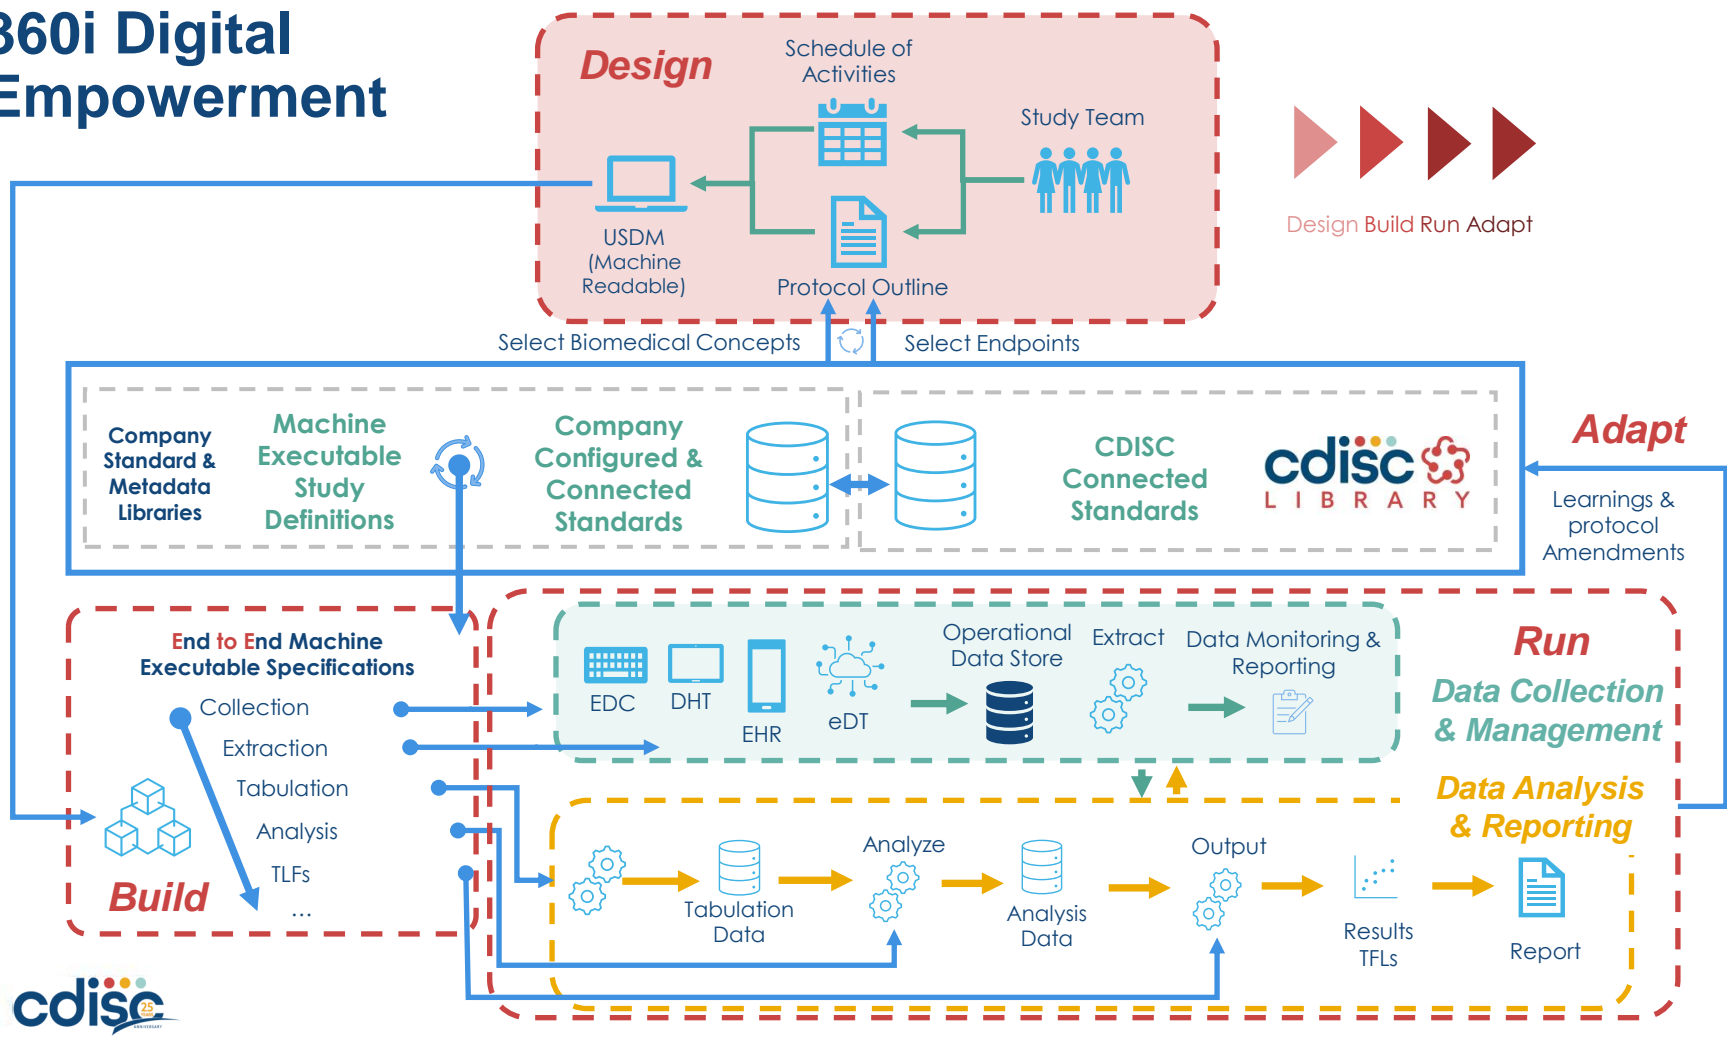 360i Digital
Empowerment
Design
Schedule of
Activities
Study Team
USDM
(Machine
Readable)
Protocol Outline
Design Build Run Adapt
Select Biomedical Concepts
Select Endpoints
Company
Standard &
Metadata
Libraries
Machine
Executable
Study
Definitions
Company
Configured &
Connected
Standards
CDISC
Connected
Standards
cdisc
LIBRARY
Adapt
Learnings &
protocol
Amendments
End to End Machine
Executable Specifications
Collection
Extraction
Tabulation
Analysis
TLFs
...
Build
EDC
DHT
EHR
eDT
Operational
Data Store
Extract
Data Monitoring &
Reporting
Run
Data Collection
& Management
Data Analysis
& Reporting
Tabulation
Data
Analyze
Analysis
Data
Output
Results
TFLs
Report
cdisc
25
YEARS
ANNIVERSARY